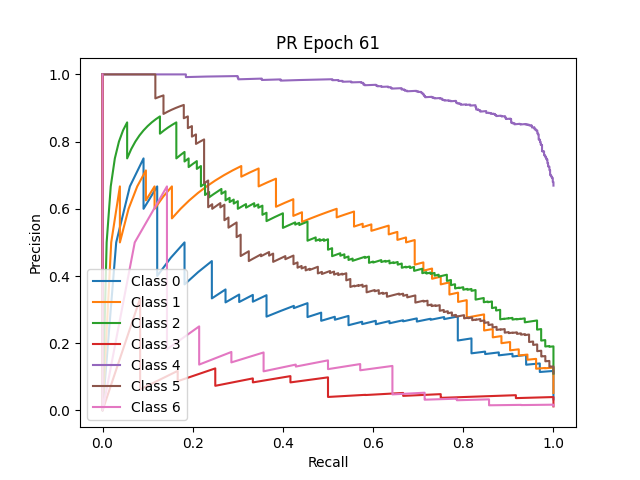 PR Epoch 61
Precision
1.0
0.8
0.6
0.4
0.2
0.0
Class 0
Class 1
Class 2
Class 3
Class 4
Class 5
Class 6
0.0 0.2 0.4 0.6 0.8 1.0
Recall